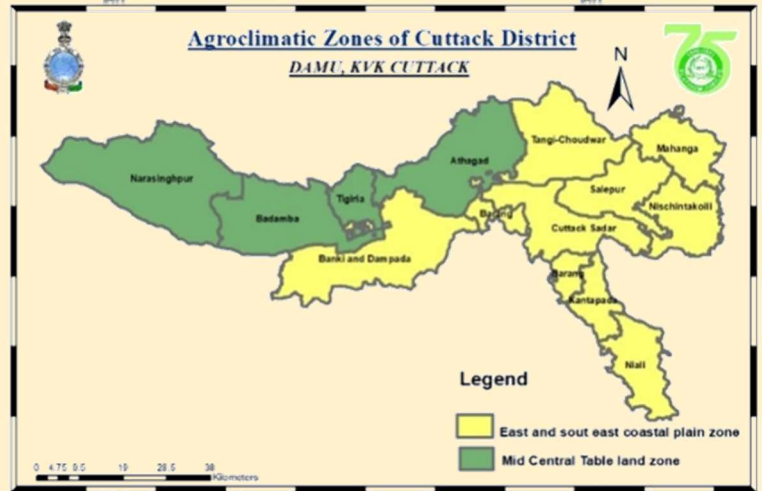 Agroclimatic Zones of Cuttack District
DAMU, KVK CUTTACK
N
75
Tangi-Choudwar
Mahanga
Athagad
Narasinghpur
Tigiria
Salepur
Nischintakoili
Badamba
Cuttack Sadar
Banki and Dampada
Barang
Kantapada
Niali
Legend
East and sout east coastal plain zone
Mid Central Table land zone
0 4.75 9.5 19 28.5 38
Kilometers